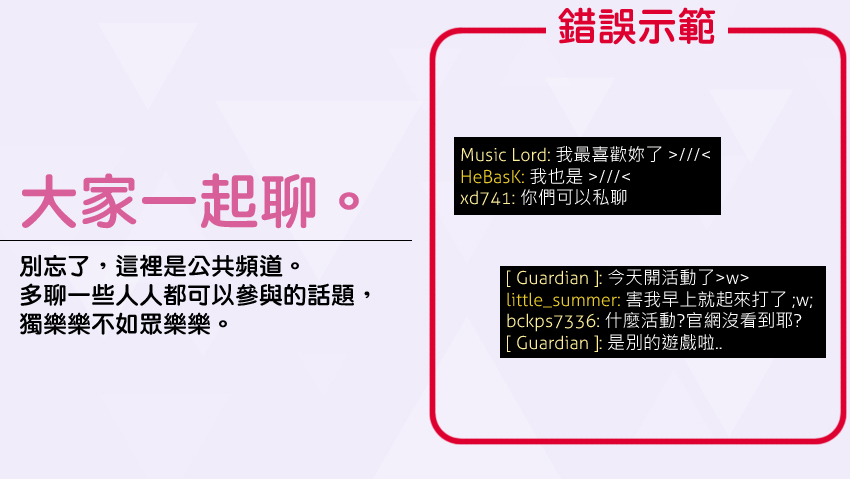 大家一起聊。
別忘了，這裡是公共頻道。
多聊一些人人都可以參與的話題，
獨樂樂不如眾樂樂。
錯誤示範
Music Lord: 我最喜歡妳了 >///<
HeBasK: 我也是 >///<
xd741: 你們可以私聊
[ Guardian ]: 今天開活動了>w>
little_summer: 害我早上就起來打了 ;w;
bckps7336: 什麼活動?官網沒看到耶?
[ Guardian ]: 是別的遊戲啦..